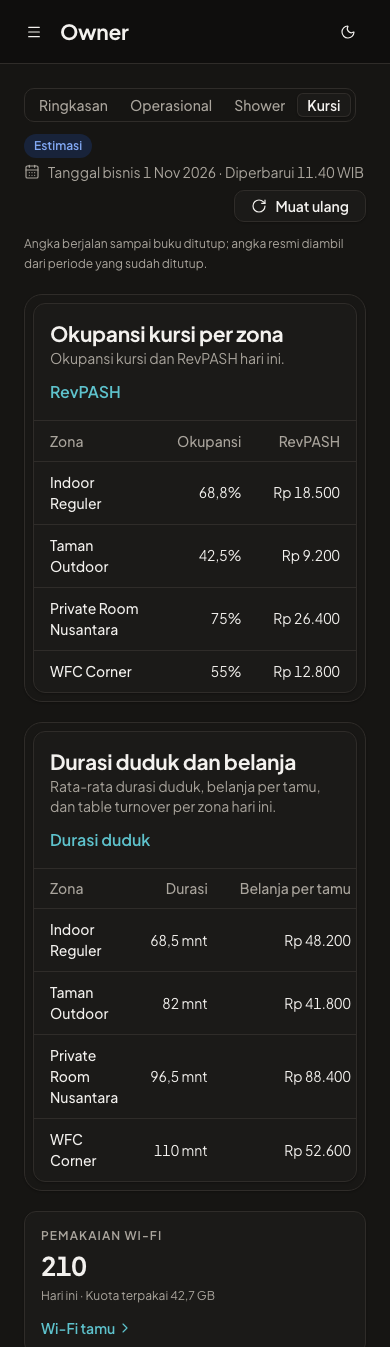 Owner
Ringkasan Operasional Shower Kursi
Estimasi
Tanggal bisnis 1 Nov 2026 · Diperbarui 11.40 WIB
Muat ulang
Angka berjalan sampai buku ditutup; angka resmi diambil
dari periode yang sudah ditutup.
Okupansi kursi per zona
Okupansi kursi dan RevPASH hari ini.
RevPASH
Zona Okupansi RevPASH
Indoor
Reguler 68,8% Rp 18.500
Taman
Outdoor 42,5% Rp 9.200
Private Room
Nusantara 75% Rp 26.400
WFC Corner 55% Rp 12.800
Durasi duduk dan belanja
Rata-rata durasi duduk, belanja per tamu,
dan table turnover per zona hari ini.
Durasi duduk
Zona Durasi Belanja per tamu
Indoor
Reguler 68,5 mnt Rp 48.200
Taman
Outdoor 82 mnt Rp 41.800
Private
Room
Nusantara 96,5 mnt Rp 88.400
WFC
Corner 110 mnt Rp 52.600
PEMAKAIAN WI-FI
210
Hari ini · Kuota terpakai 42,7 GB
Wi-Fi tamu